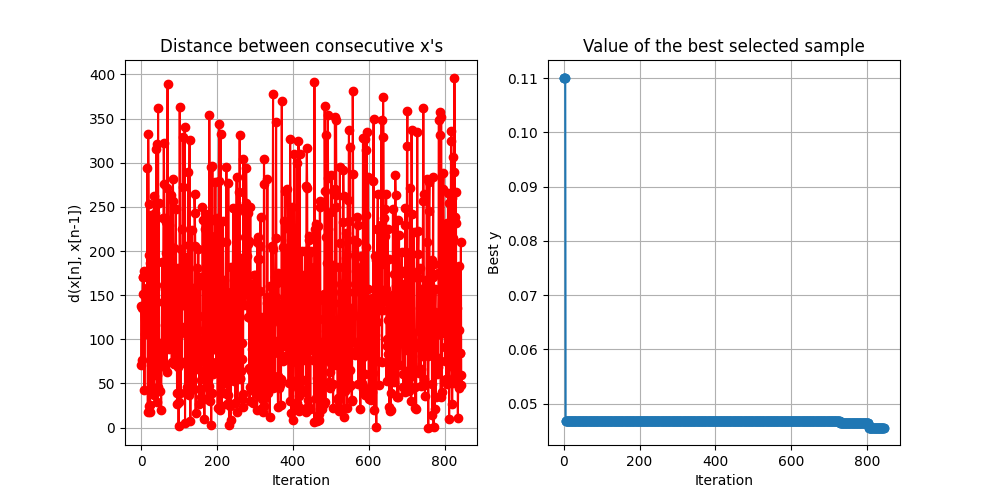 Distance between consecutive x's
400
350
300
250
200
150
100
50
0
d(x[n], x[n-1])
0 200 400 600 800
Iteration
Value of the best selected sample
0.11
0.10
0.09
0.08
0.07
0.06
0.05
Best y
0 200 400 600 800
Iteration